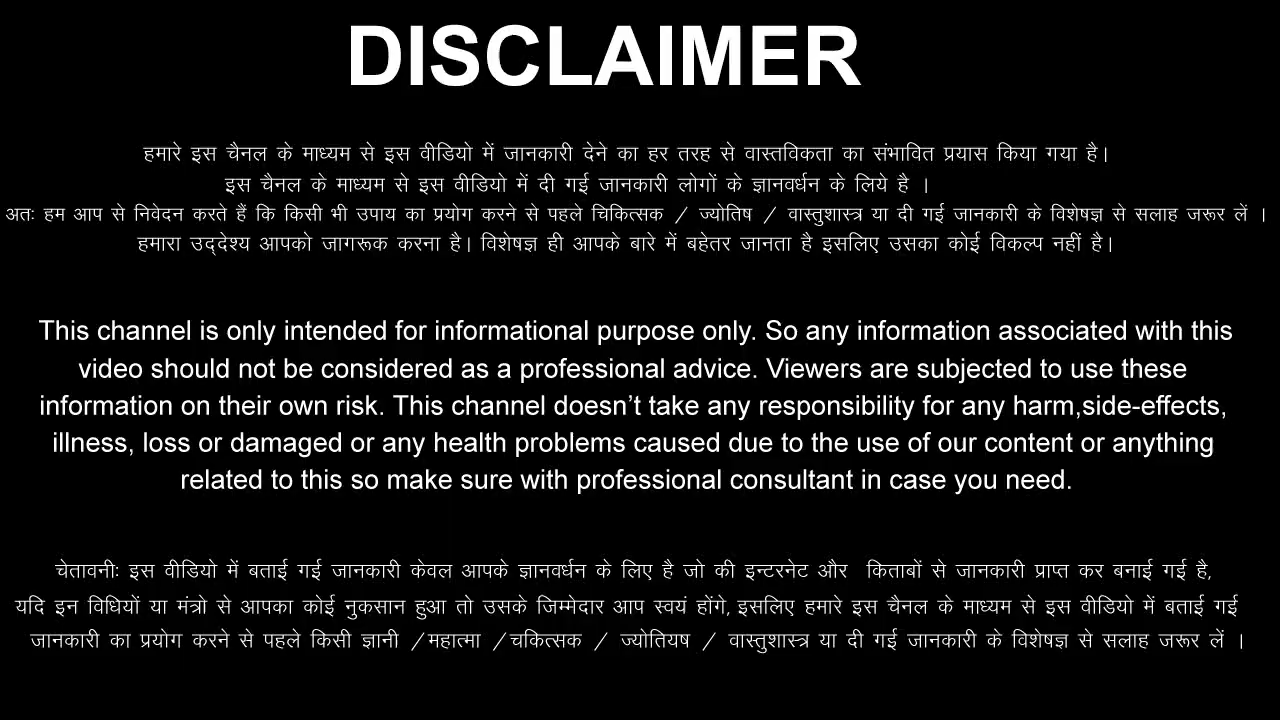 DISCLAIMER
हमारे इस चैनल के माध्यम से इस वीडियो में जानकारी देने का हर तरह से वास्तविकता का संभावित प्रयास किया गया है।
इस चैनल के माध्यम से इस वीडियो में दी गई जानकारी लोगों के ज्ञानवर्धन के लिये है ।
अतः हम आप से निवेदन करते हैं कि किसी भी उपाय का प्रयोग करने से पहले चिकित्सक / ज्योतिष / वास्तुशास्त्र या दी गई जानकारी के विशेषज्ञ से सलाह जरूर लें ।
हमारा उद्देश्य आपको जागरूक करना है। विशेषज्ञ ही आपके बारे में बहेतर जानता है इसलिए उसका कोई विकल्प नहीं है।
This channel is only intended for informational purpose only. So any information associated with this
video should not be considered as a professional advice. Viewers are subjected to use these
information on their own risk. This channel doesn’t take any responsibility for any harm,side-effects,
illness, loss or damaged or any health problems caused due to the use of our content or anything
related to this so make sure with professional consultant in case you need.
चेतावनीः इस वीडियो में बताई गई जानकारी केवल आपके ज्ञानवर्धन के लिए है जो की इन्टरनेट और किताबों से जानकारी प्राप्त कर बनाई गई है,
यदि इन विधियों या मंत्रो से आपका कोई नुकसान हुआ तो उसके जिम्मेदार आप स्वयं होंगे, इसलिए हमारे इस चैनल के माध्यम से इस वीडियो में बताई गई
जानकारी का प्रयोग करने से पहले किसी ज्ञानी /महात्मा /चकित्सक / ज्योतियष / वास्तुशास्त्र या दी गई जानकारी के विशेषज्ञ से सलाह जरूर लें ।